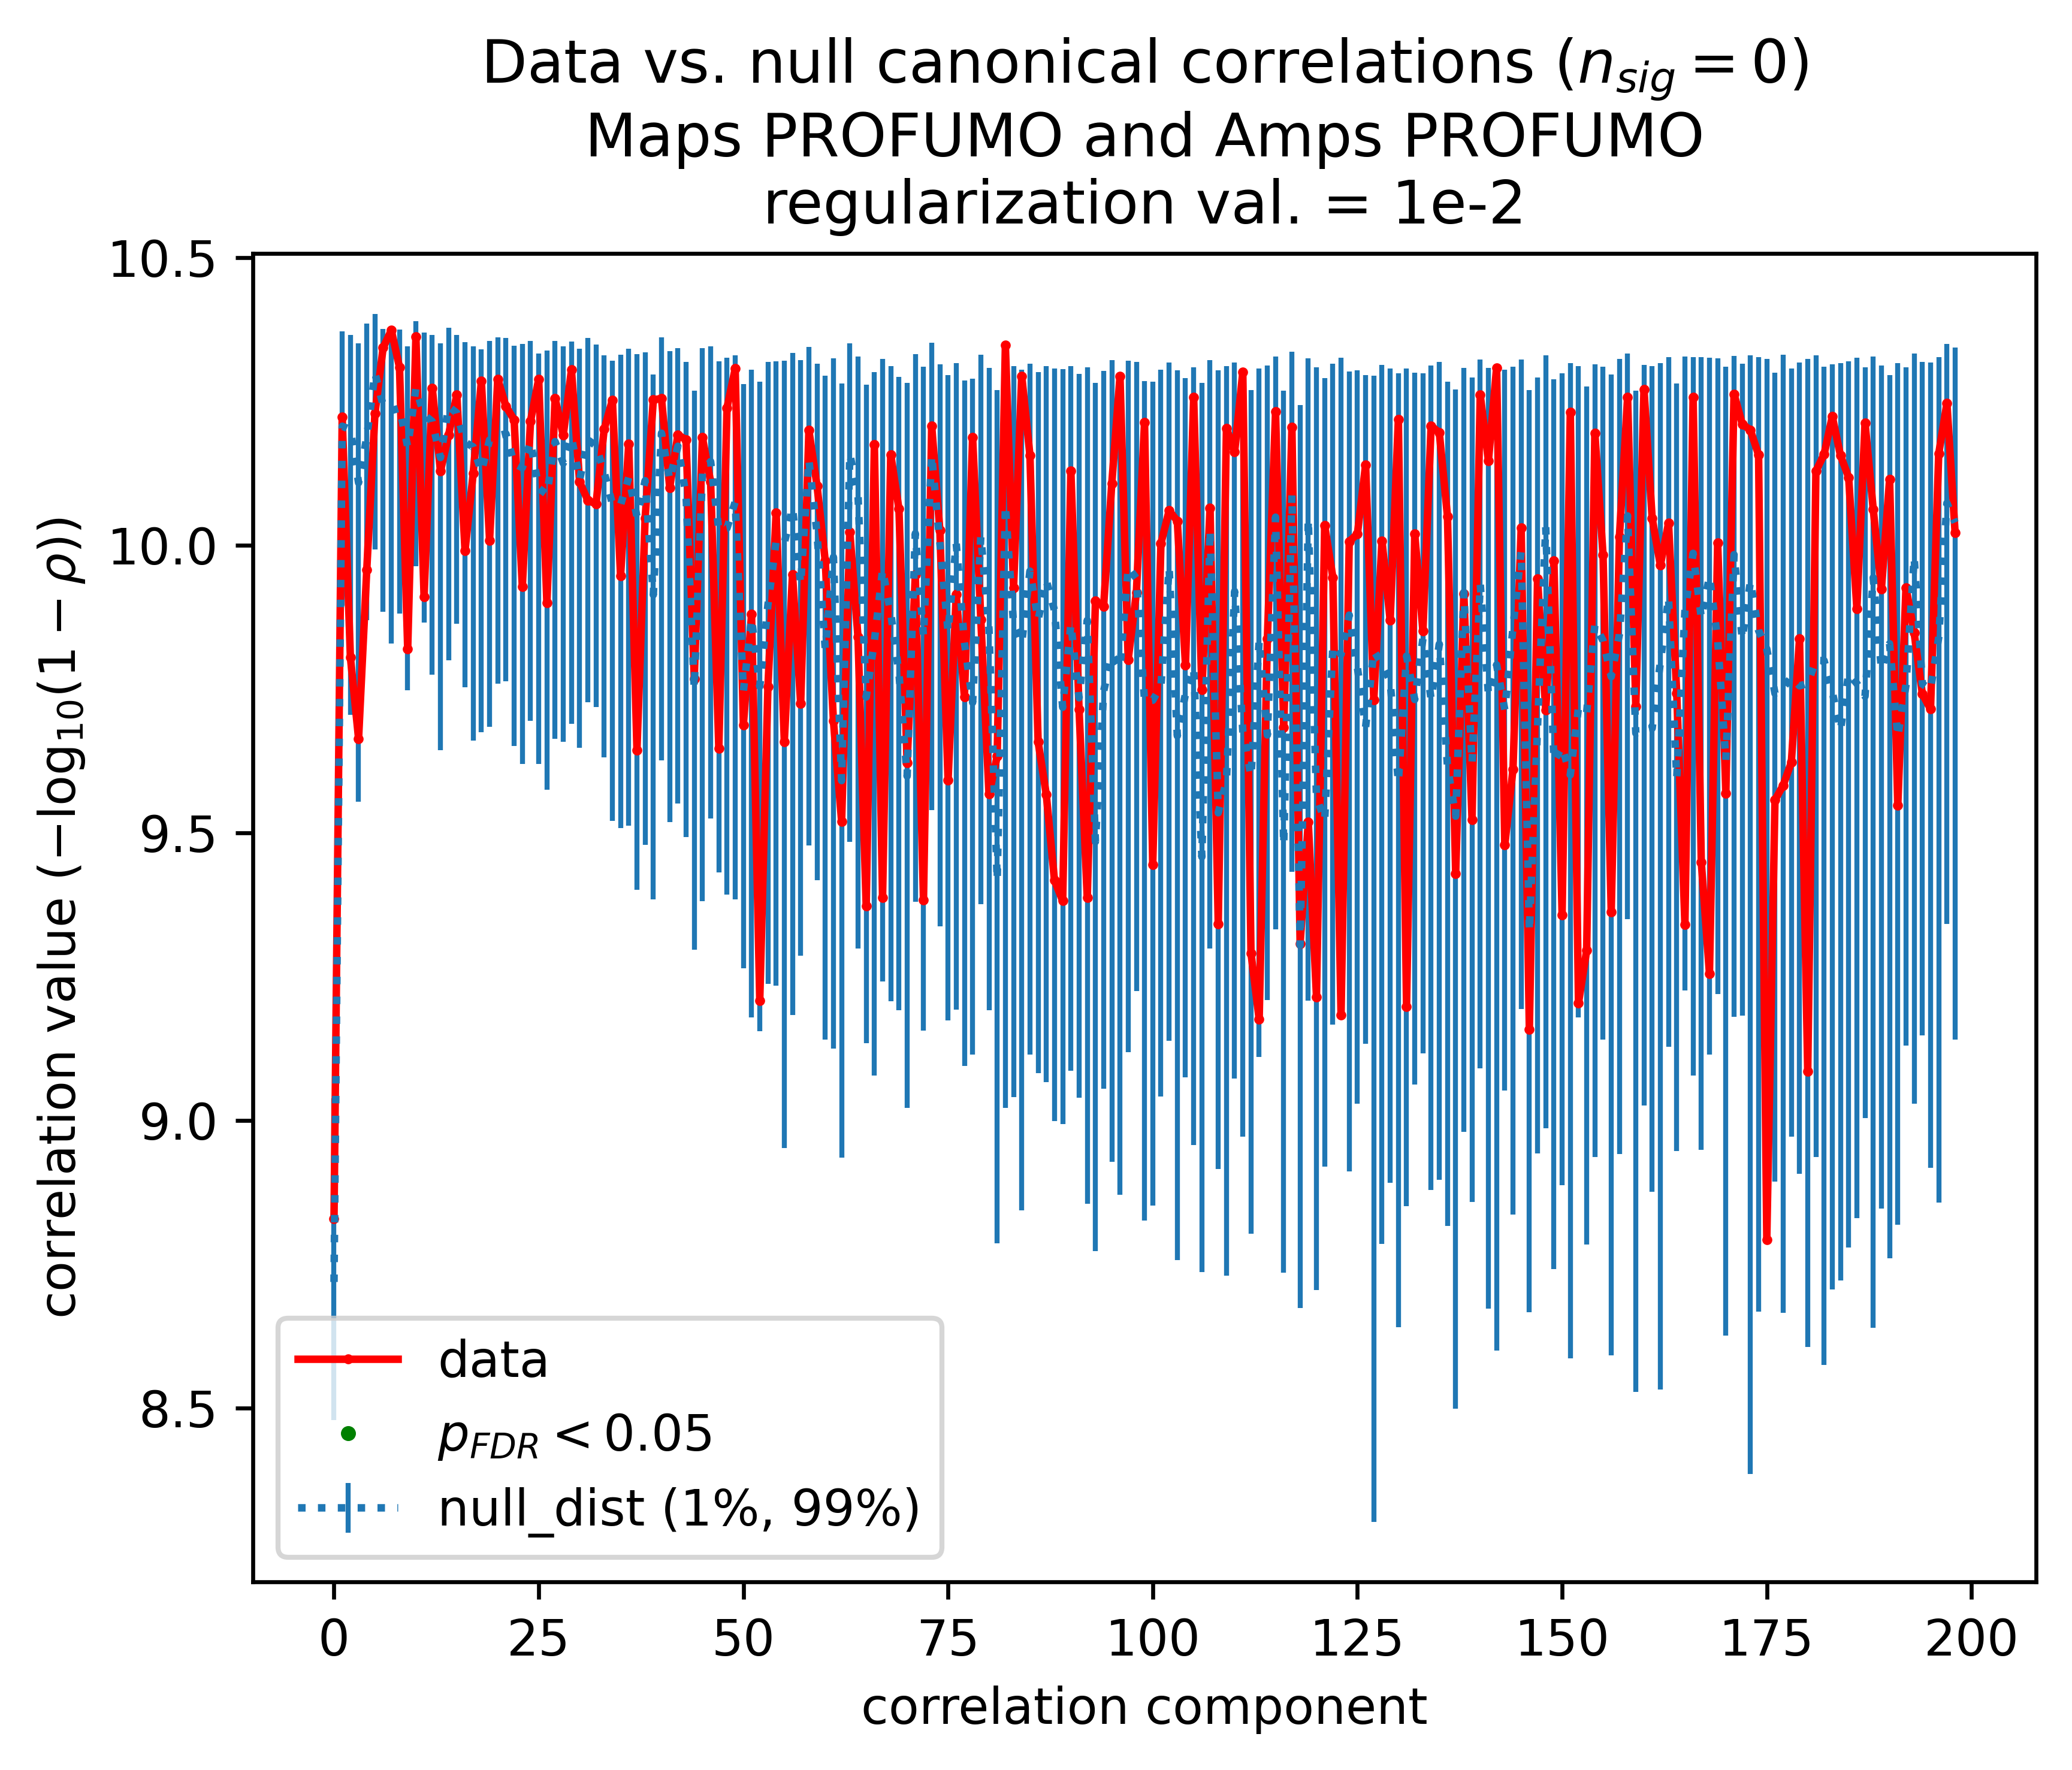 Data vs. null canonical correlations (n_sig = 0)
Maps PROFUMO and Amps PROFUMO
regularization val. = 1e-2
correlation value (−log₁₀(1 − ρ))
10.5
10.0
9.5
9.0
8.5
data
p_FDR < 0.05
null_dist (1%, 99%)
0 25 50 75 100 125 150 175 200
correlation component